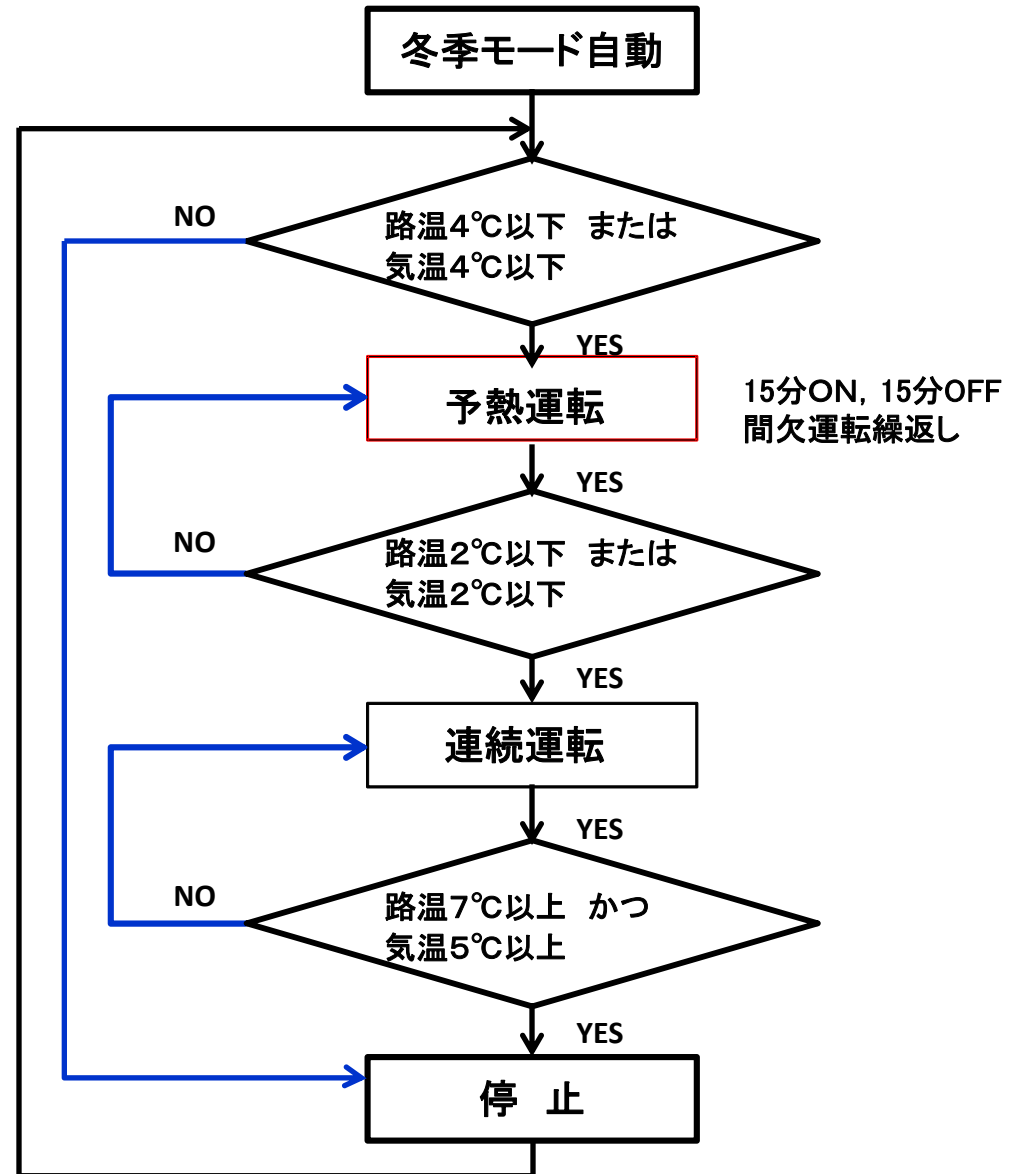 冬季モード自動
NO
路温4℃以下 または
気温4℃以下
YES
予熱運転
15分ON, 15分OFF
間欠運転繰返し
YES
NO
路温2℃以下 または
気温2℃以下
YES
連続運転
YES
NO
路温7℃以上 かつ
気温5℃以上
YES
停 止